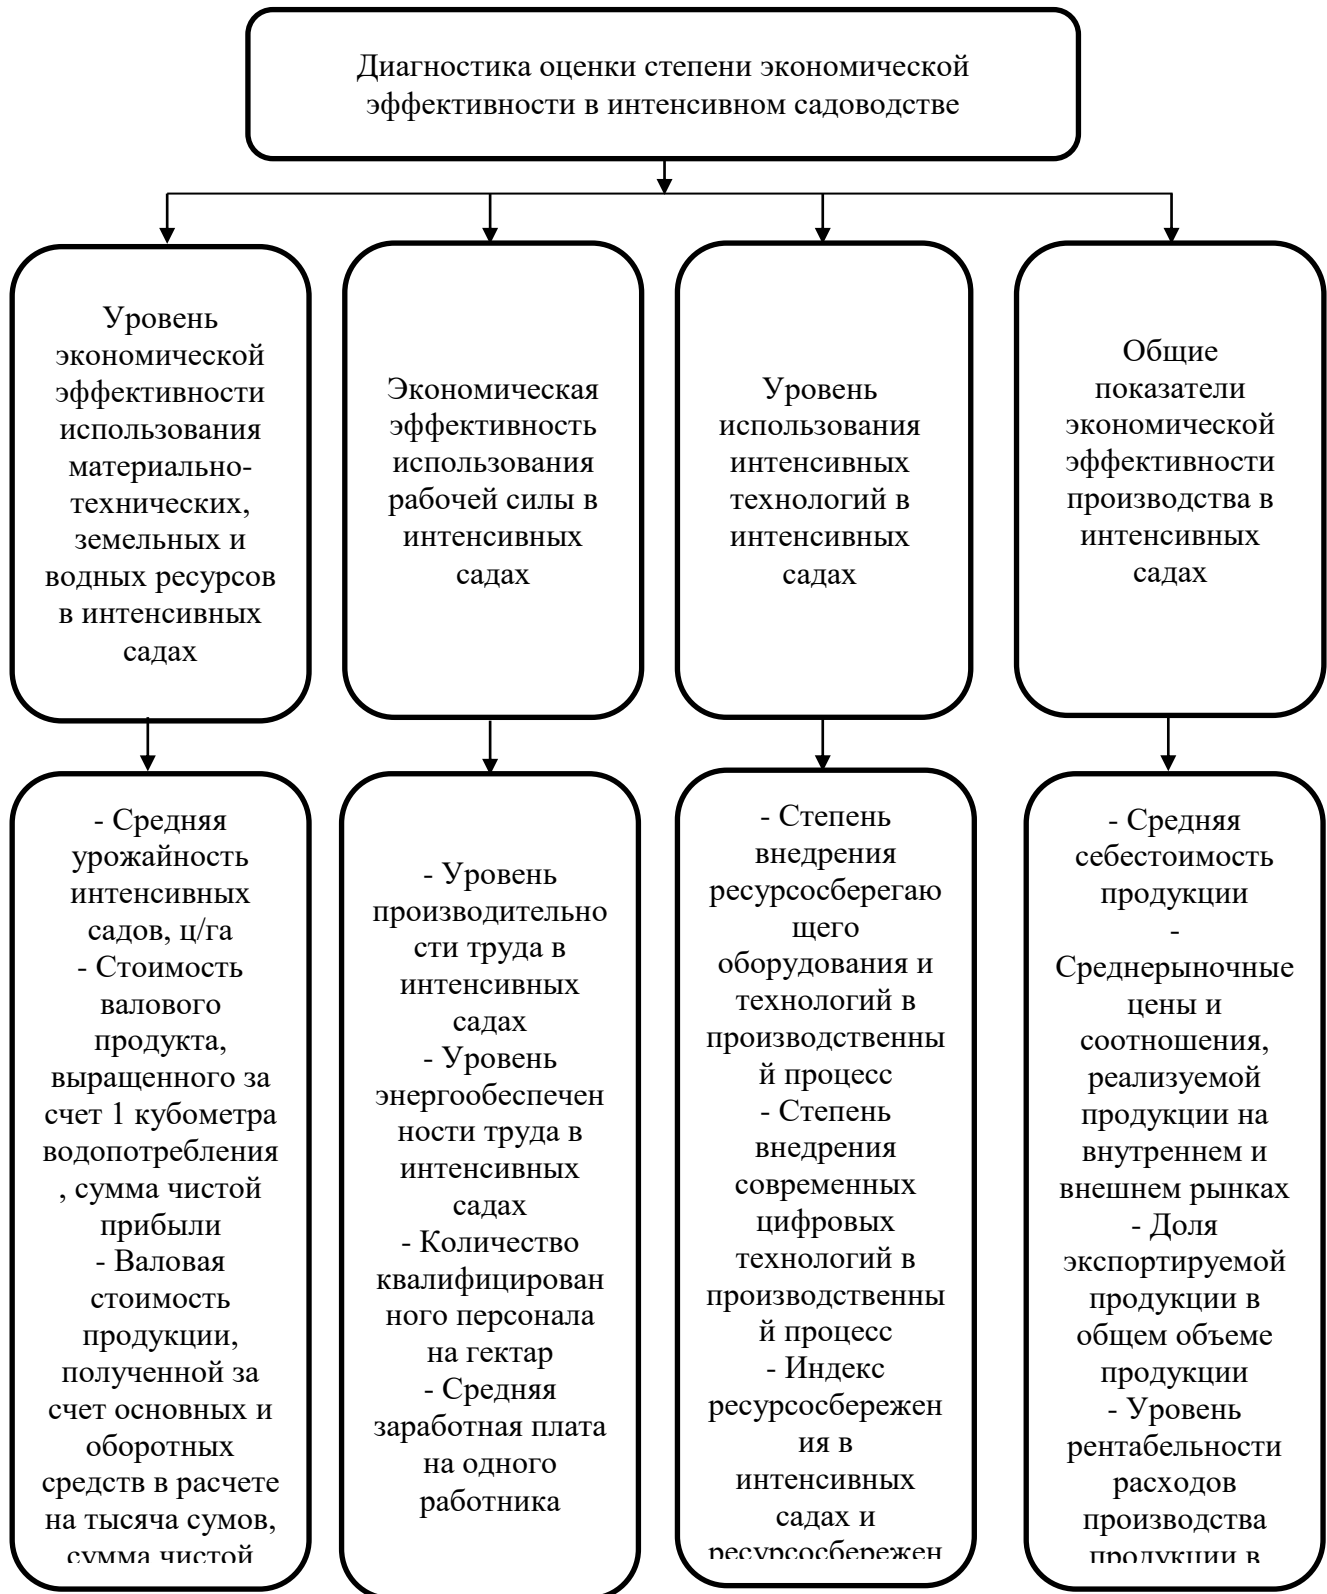 Диагностика оценки степени экономической
эффективности в интенсивном садоводстве
Уровень
экономической
эффективности
использования
материально-
технических,
земельных и
водных ресурсов
в интенсивных
садах
Экономическая
эффективность
использования
рабочей силы в
интенсивных
садах
Уровень
использования
интенсивных
технологий в
интенсивных
садах
Общие
показатели
экономической
эффективности
производства в
интенсивных
садах
- Средняя
урожайность
интенсивных
садов, ц/га
- Стоимость
валового
продукта,
выращенного за
счет 1 кубометра
водопотребления
, сумма чистой
прибыли
- Валовая
стоимость
продукции,
полученной за
счет основных и
оборотных
средств в расчете
на тысяча сумов,
сумма чистой
- Уровень
производительно
сти труда в
интенсивных
садах
- Уровень
энергообеспечен
ности труда в
интенсивных
садах
- Количество
квалифицирован
ного персонала
на гектар
- Средняя
заработная плата
на одного
работника
- Степень
внедрения
ресурсосберегаю
щего
оборудования и
технологий в
производственны
й процесс
- Степень
внедрения
современных
цифровых
технологий в
производственны
й процесс
- Индекс
ресурсосбережен
ия в
интенсивных
садах и
ресурсосбережен
- Средняя
себестоимость
продукции
-
Среднерыночные
цены и
соотношения,
реализуемой
продукции на
внутреннем и
внешнем рынках
- Доля
экспортируемой
продукции в
общем объеме
продукции
- Уровень
рентабельности
расходов
производства
продукции в